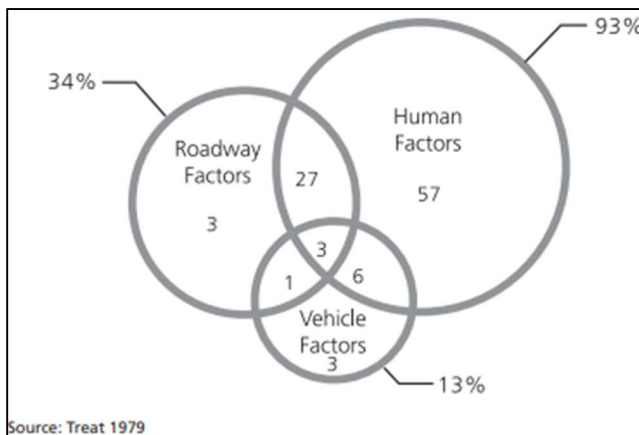 93%
34%
Human
Factors
57
Roadway
Factors
3
27
3
1
6
Vehicle
Factors
3
13%
Source: Treat 1979